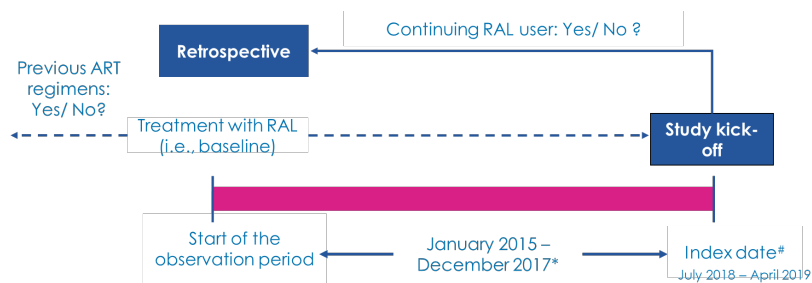 Continuing RAL user: Yes/ No ?
Retrospective
Previous ART
regimens:
Yes/ No?
Treatment with RAL
(i.e., baseline)
Study kick-
off
Start of the
observation period
January 2015 –
December 2017*
Index date#
July 2018 – April 2019